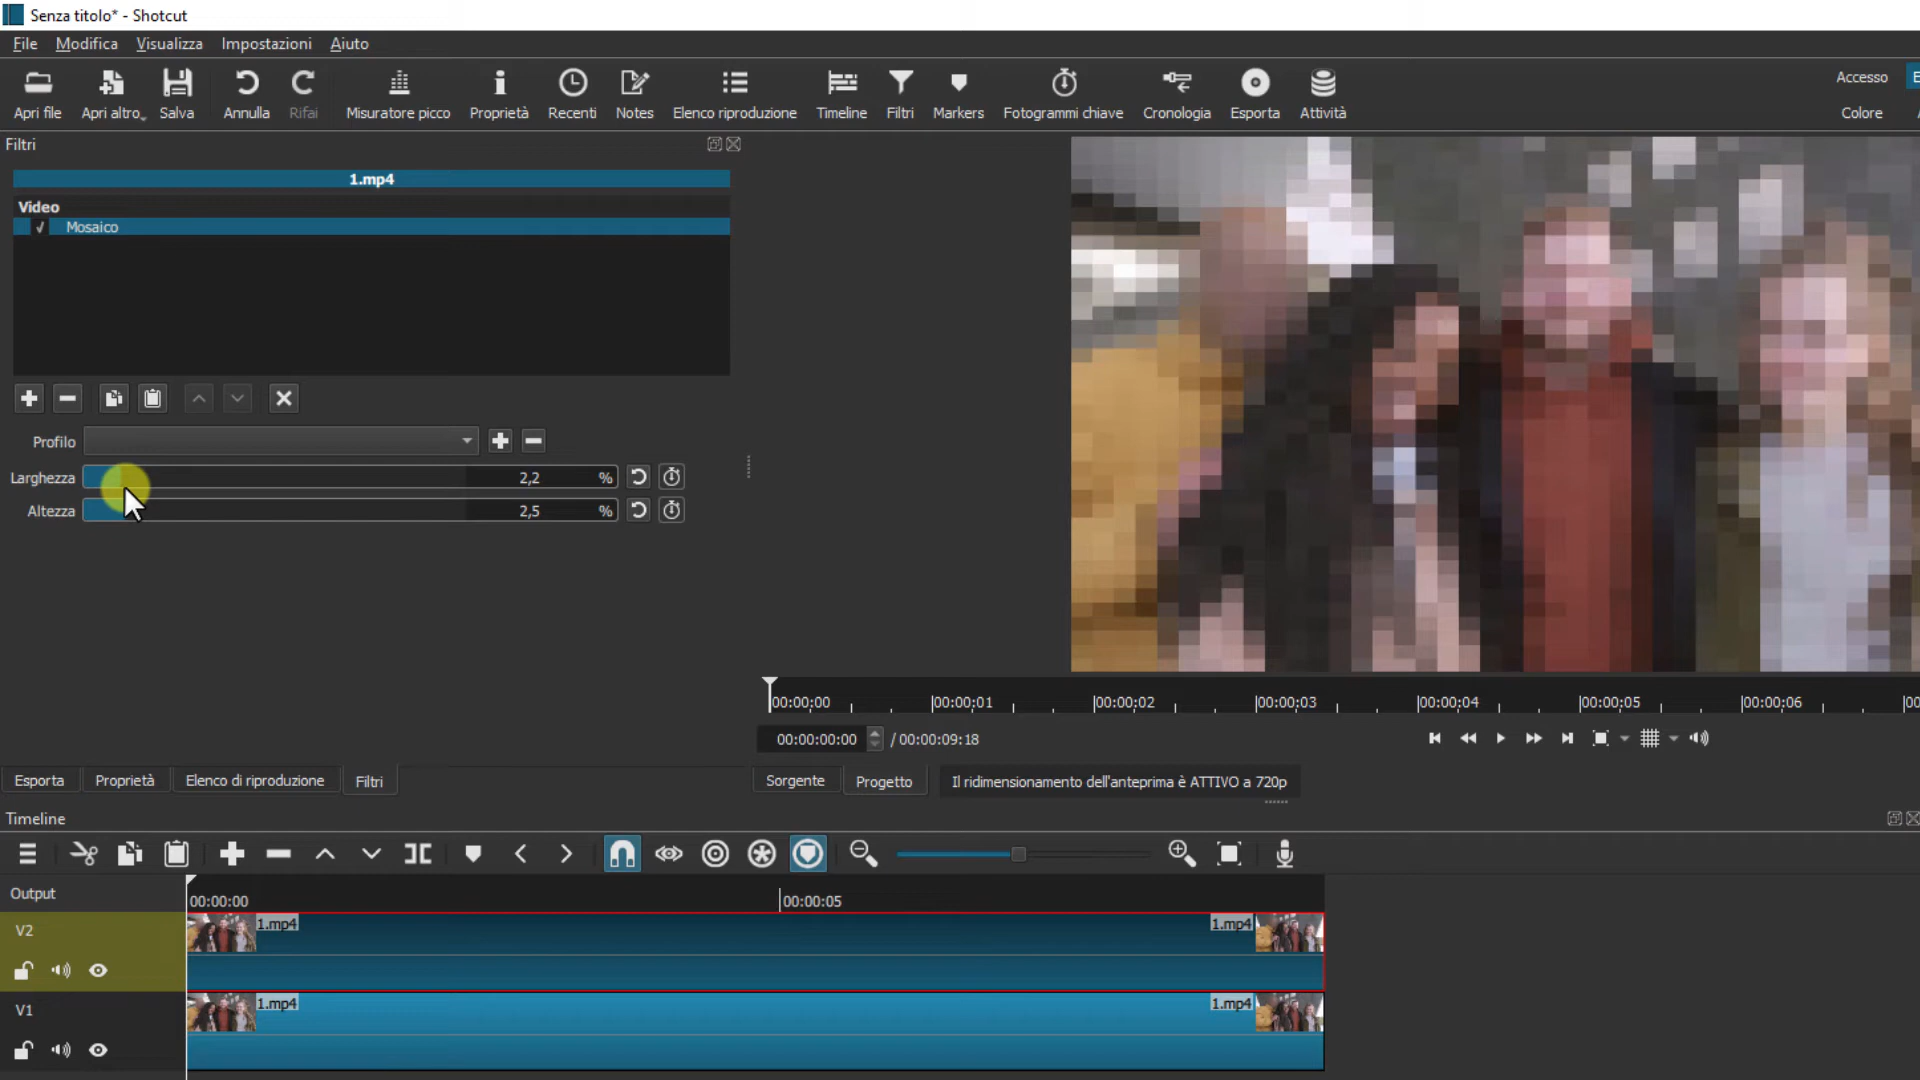 Senza titolo* - Shotcut
File Modifica Visualizza Impostazioni Aiuto
Apri file Apri altro Salva Annulla Rifai Misuratore picco Proprietà Recenti Notes Elenco riproduzione Timeline Filtri Markers Fotogrammi chiave Cronologia Esporta Attività
Accesso
Colore
Filtri
1.mp4
Video
Mosaico
Profilo
Larghezza 2,2 %
Altezza 2,5 %
00:00;00 00:00;01 00:00;02 00:00;03 00:00;04 00:00;05 00:00;06
00:00:00:00 / 00:00:09:18
Esporta Proprietà Elenco di riproduzione Filtri
Sorgente Progetto Il ridimensionamento dell'anteprima è ATTIVO a 720p
Timeline
Output
00:00:00 00:00:05
V2
1.mp4 1.mp4
V1
1.mp4 1.mp4